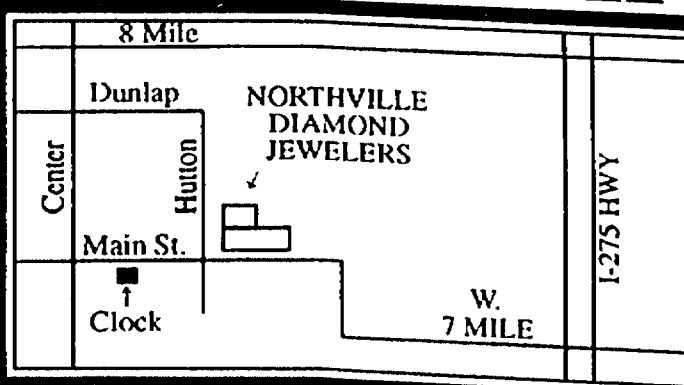 8 Mile
Dunlap
NORTHVILLE
DIAMOND
JEWELERS
Center
Hutton
I-275 HWY
Main St.
Clock
W.
7 MILE